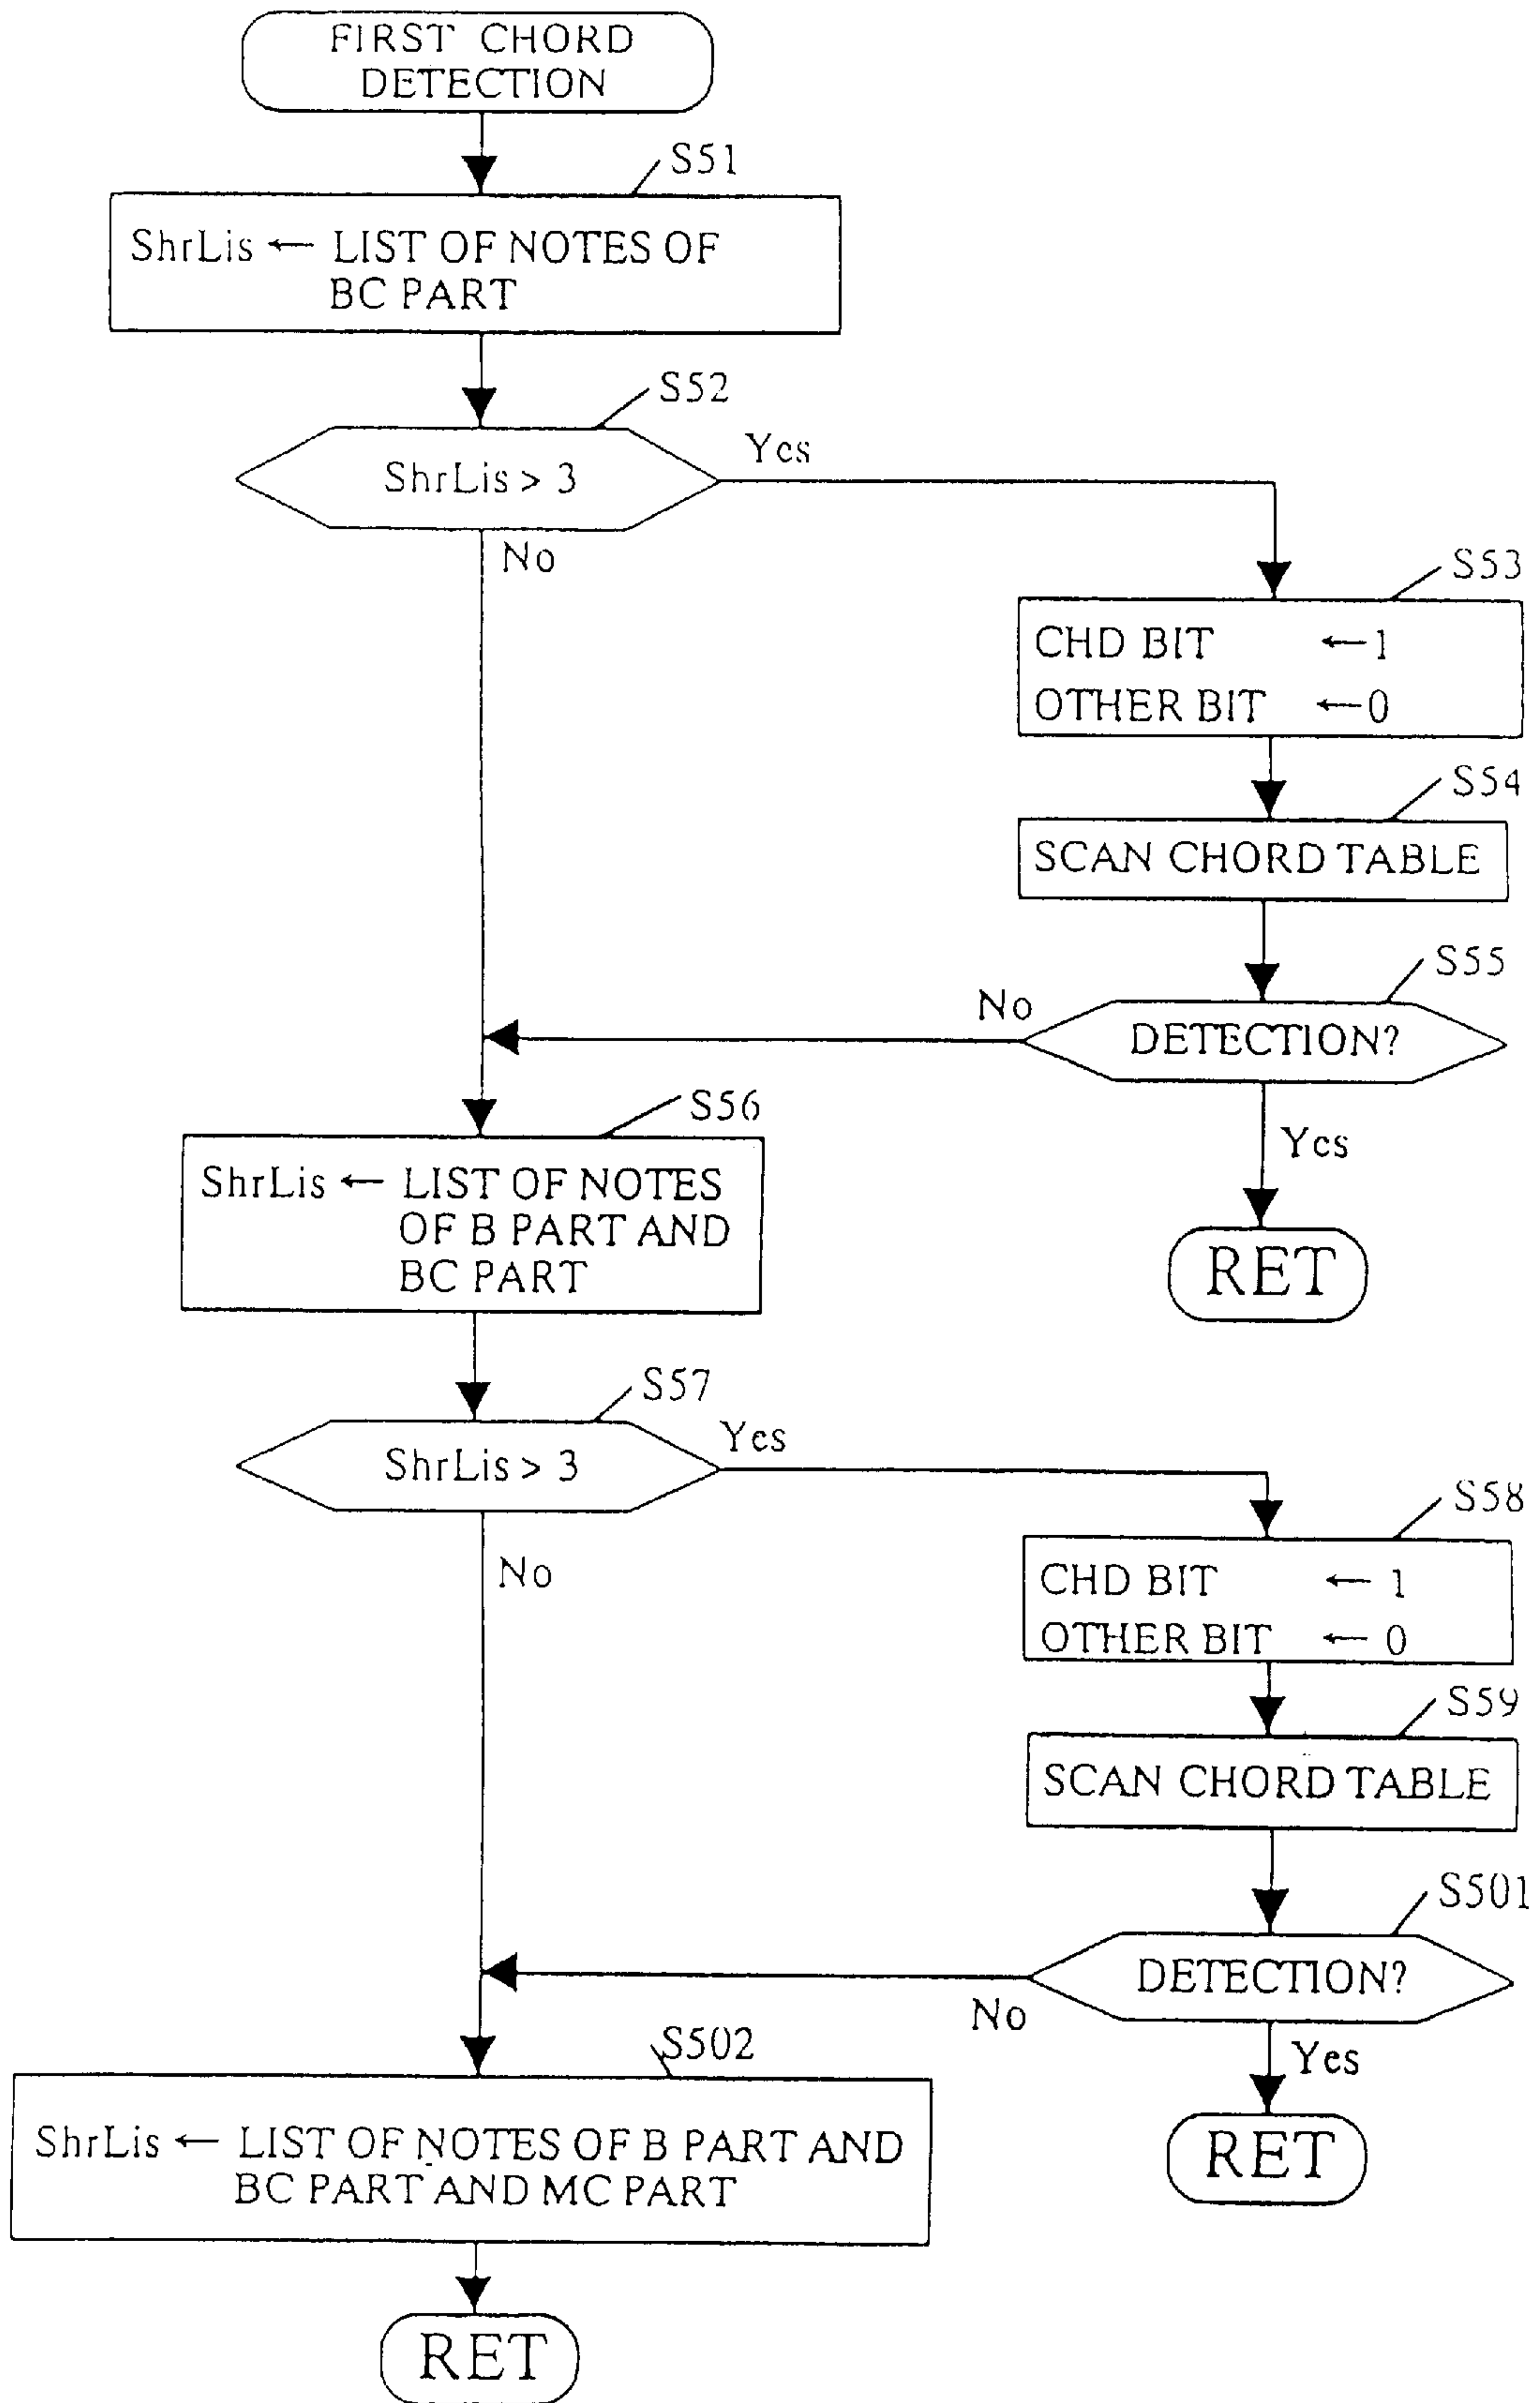 FIRST CHORD
DETECTION
S51
ShrLis ← LIST OF NOTES OF
BC PART
S52
ShrLis > 3
Yes
No
S53
CHD BIT ←1
OTHER BIT ←0
S54
SCAN CHORD TABLE
S55
No
DETECTION?
S56
Yes
ShrLis ← LIST OF NOTES
OF B PART AND
BC PART
RET
S57
ShrLis > 3
Yes
No
S58
CHD BIT ← 1
OTHER BIT ← 0
S59
SCAN CHORD TABLE
S501
DETECTION?
No
Yes
S502
ShrLis ← LIST OF NOTES OF B PART AND
BC PART AND MC PART
RET
RET